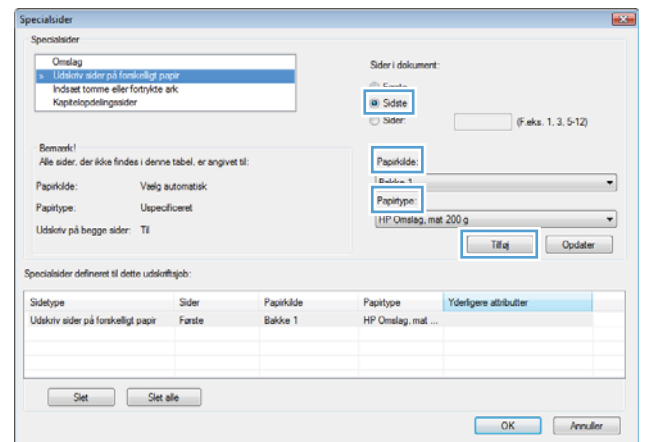 Specialsider
Specialsider
Omslag
» Udskriv sider på forskelligt papir
Indsæt tomme eller fortrykte ark
Kapitelopdelingssider
Sider i dokument:
Første
Sidste
Sider:
(F.eks. 1, 3, 5-12)
Bemærk!
Alle sider, der ikke findes i denne tabel, er angivet til:
Papirkilde: Vælg automatisk
Papirtype: Uspecificeret
Udskriv på begge sider: Til
Papirkilde:
Bakke 1
Papirtype:
HP Omslag, mat 200 g
Tilføj Opdater
Specialsider defineret til dette udskriftsjob:
Sidetype Sider Papirkilde Papirtype Yderligere attributter
Udskriv sider på forskelligt papir Første Bakke 1 HP Omslag, mat ...
Slet Slet alle
OK Annuller